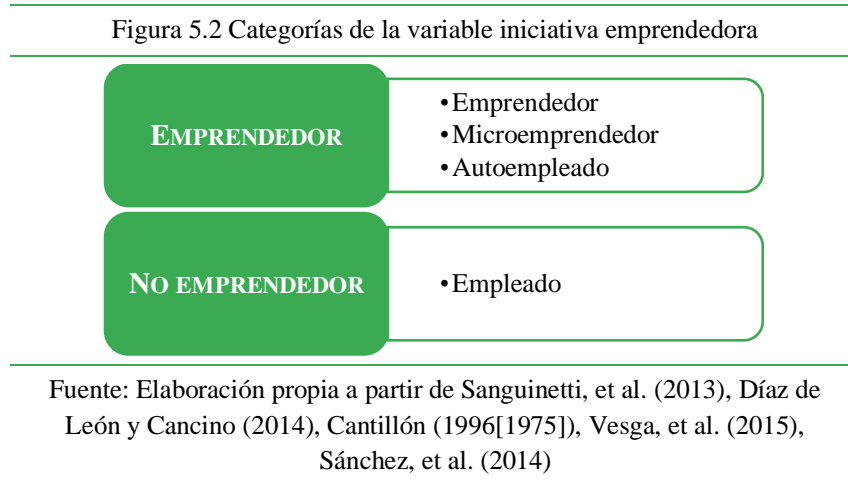 Figura 5.2 Categorías de la variable iniciativa emprendedora
EMPRENDEDOR
•Emprendedor
•Microemprendedor
•Autoempleado
NO EMPRENDEDOR
•Empleado
Fuente: Elaboración propia a partir de Sanguinetti, et al. (2013), Díaz de
León y Cancino (2014), Cantillón (1996[1975]), Vesga, et al. (2015),
Sánchez, et al. (2014)